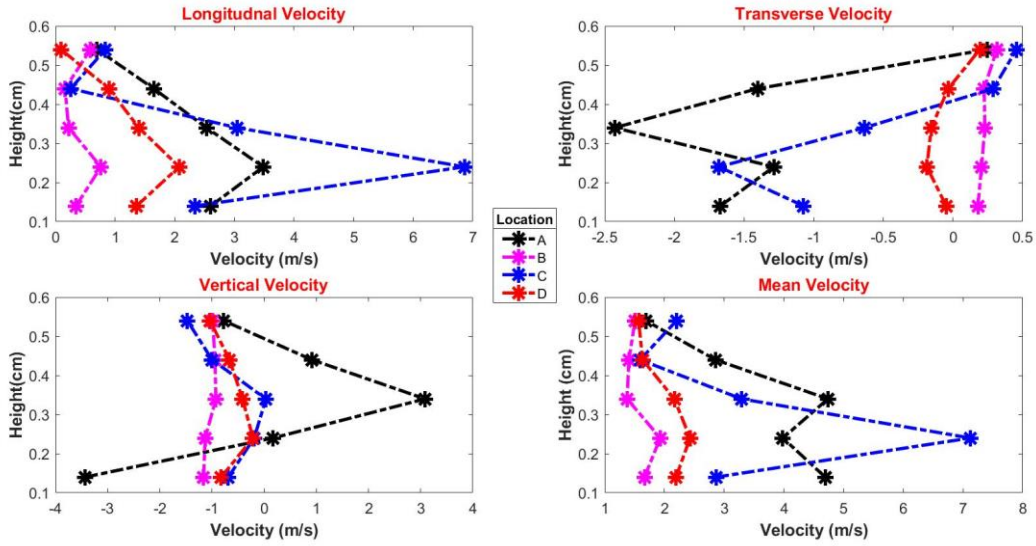 Longitudnal Velocity
0.6
0.5
0.4
0.3
0.2
0.1
Height(cm)
0 1 2 3 4 5 6 7
Velocity (m/s)
Transverse Velocity
0.6
0.5
0.4
0.3
0.2
0.1
Height(cm)
-2.5 -2 -1.5 -1 -0.5 0 0.5
Velocity (m/s)
Location
A
B
C
D
Vertical Velocity
0.6
0.5
0.4
0.3
0.2
0.1
Height(cm)
-4 -3 -2 -1 0 1 2 3 4
Velocity (m/s)
Mean Velocity
0.6
0.5
0.4
0.3
0.2
0.1
Height (cm)
1 2 3 4 5 6 7 8
Velocity (m/s)